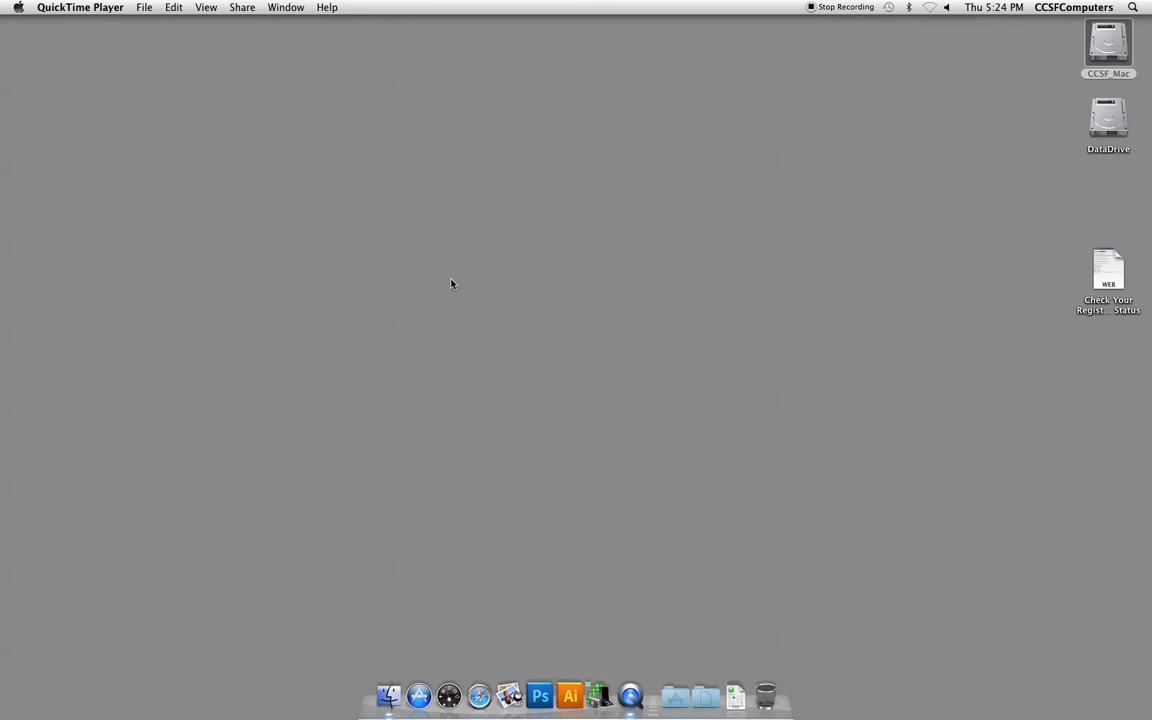 QuickTime Player File Edit View Share Window Help Stop Recording Thu 5:24 PM CCSFComputers
CCSF_Mac
DataDrive
WEB
Check Your
Regist... Status
Ps Ai